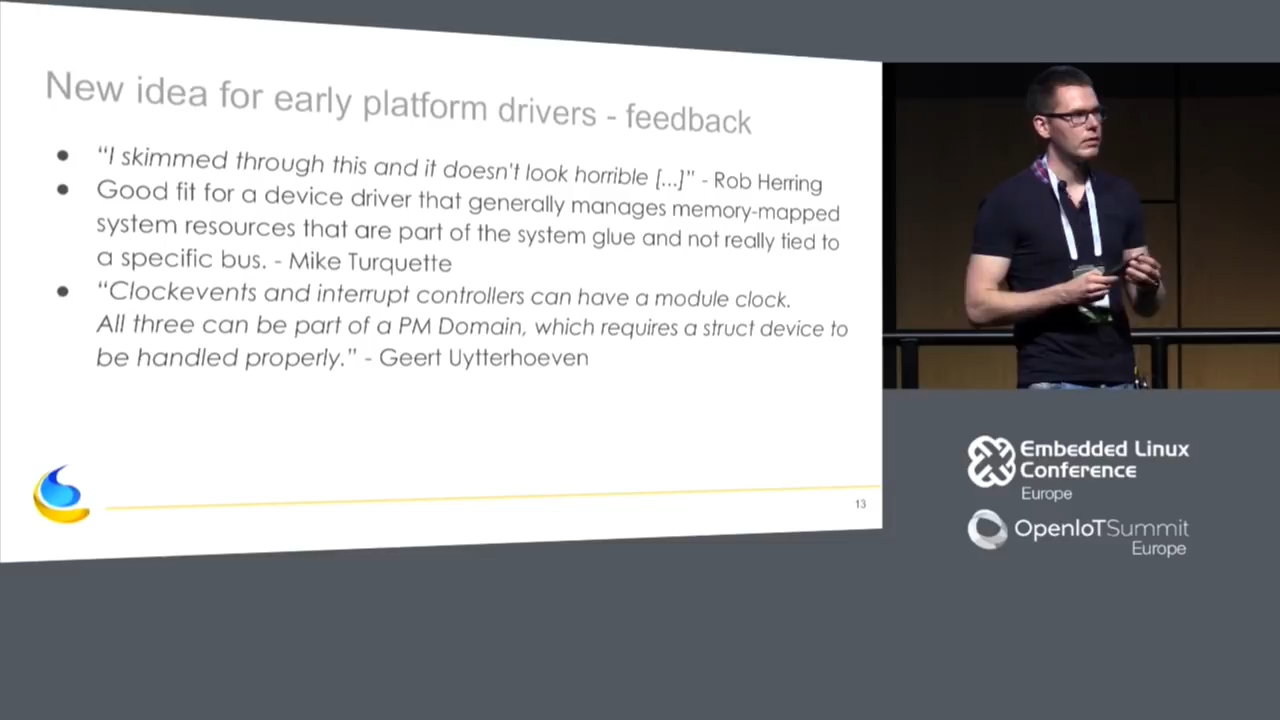 New idea for early platform drivers - feedback
● “I skimmed through this and it doesn't look horrible [...]” - Rob Herring
● Good fit for a device driver that generally manages memory-mapped
system resources that are part of the system glue and not really tied to
a specific bus. - Mike Turquette
● “Clockevents and interrupt controllers can have a module clock.
All three can be part of a PM Domain, which requires a struct device to
be handled properly.” - Geert Uytterhoeven
13
Embedded Linux
Conference
Europe
OpenIoTSummit
Europe